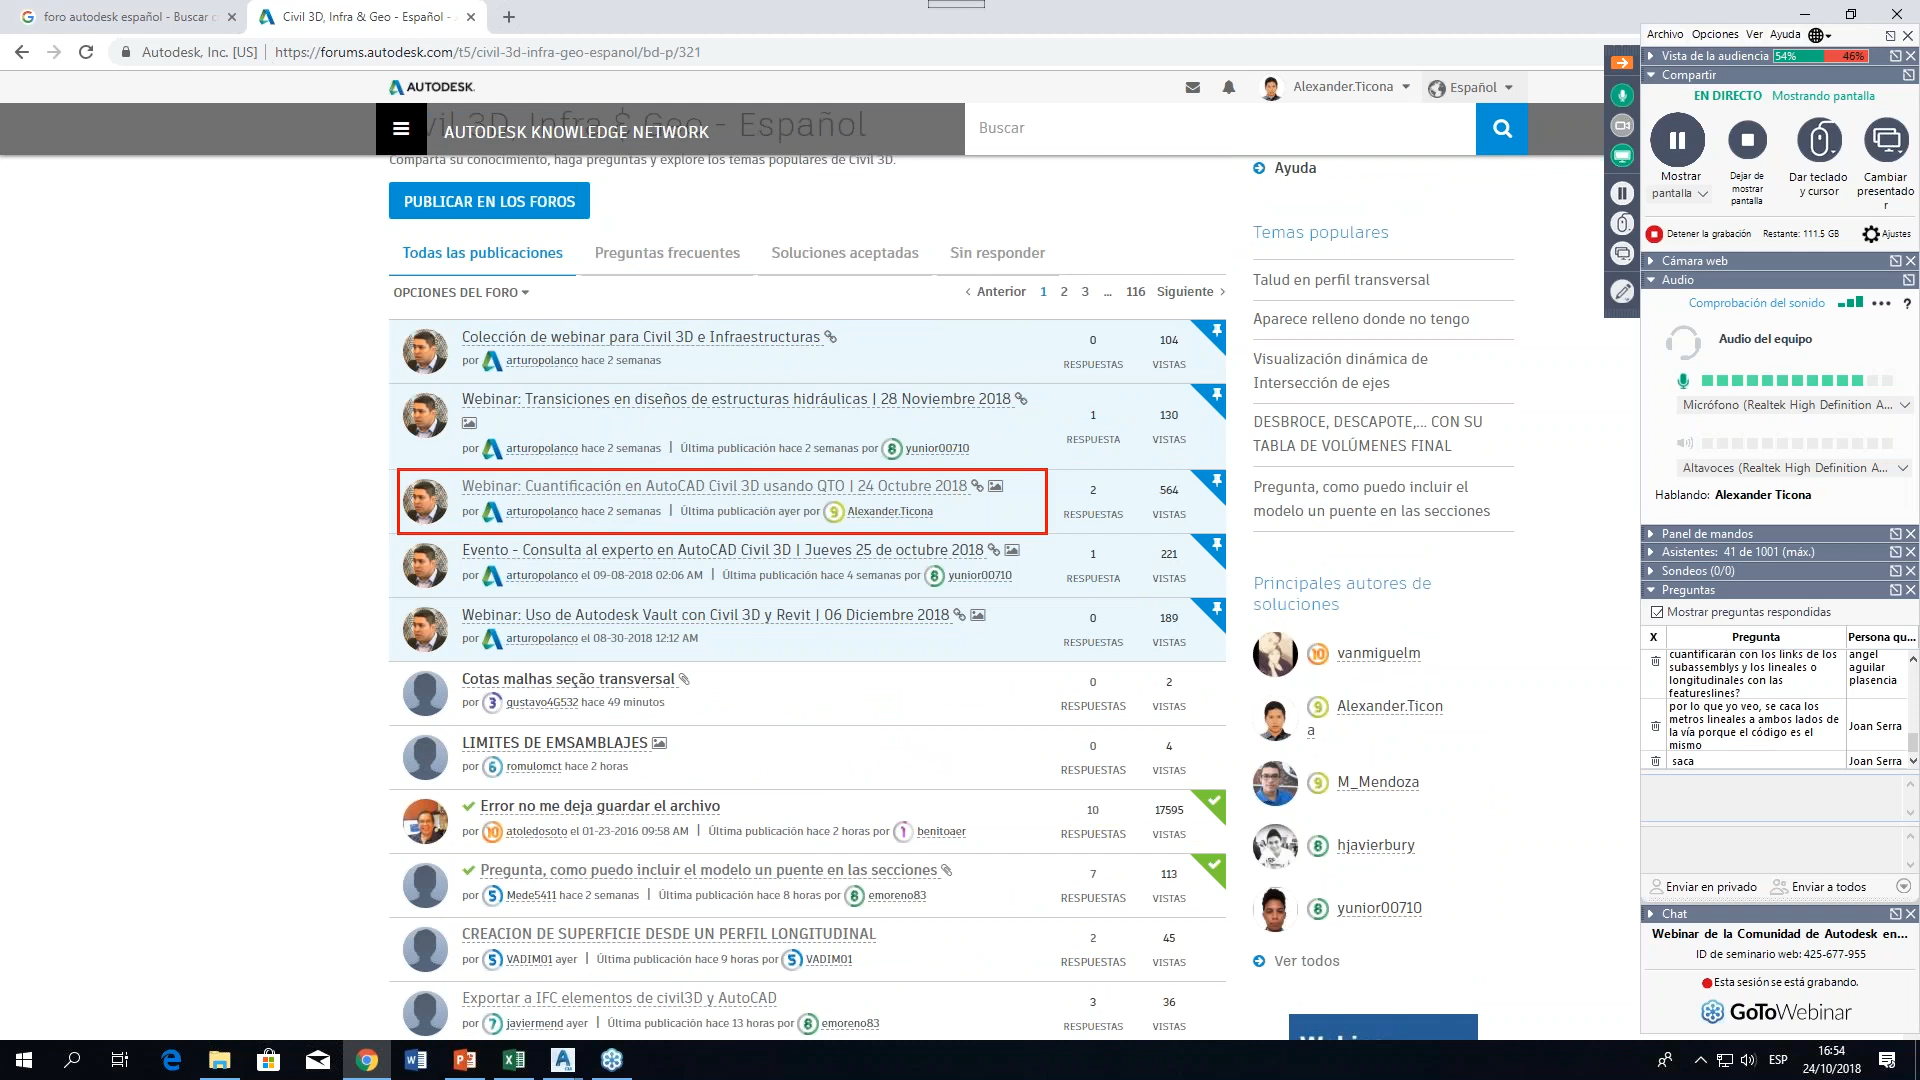 foro autodesk español - Buscar c
Civil 3D, Infra & Geo - Español -
Autodesk, Inc. [US] | https://forums.autodesk.com/t5/civil-3d-infra-geo-espanol/bd-p/321
AUTODESK.
Alexander.Ticona
Español
Civil 3D, Infra & Geo - Español
AUTODESK KNOWLEDGE NETWORK
Buscar
Comparta su conocimiento, haga preguntas y explore los temas populares de Civil 3D.
PUBLICAR EN LOS FOROS
Todas las publicaciones Preguntas frecuentes Soluciones aceptadas Sin responder
OPCIONES DEL FORO
‹ Anterior 1 2 3 ... 116 Siguiente ›
Colección de webinar para Civil 3D e Infraestructuras
por arturopolanco hace 2 semanas
0 RESPUESTAS 104 VISTAS
Webinar: Transiciones en diseños de estructuras hidráulicas | 28 Noviembre 2018
por arturopolanco hace 2 semanas | Última publicación hace 2 semanas por 8 yunior00710
1 RESPUESTA 130 VISTAS
Webinar: Cuantificación en AutoCAD Civil 3D usando QTO | 24 Octubre 2018
por arturopolanco hace 2 semanas | Última publicación ayer por 9 Alexander.Ticona
2 RESPUESTAS 564 VISTAS
Evento - Consulta al experto en AutoCAD Civil 3D | Jueves 25 de octubre 2018
por arturopolanco el 09-08-2018 02:06 AM | Última publicación hace 4 semanas por 8 yunior00710
1 RESPUESTA 221 VISTAS
Webinar: Uso de Autodesk Vault con Civil 3D y Revit | 06 Diciembre 2018
por arturopolanco el 08-30-2018 12:12 AM
0 RESPUESTAS 189 VISTAS
Cotas malhas seção transversal
por 3 gustavo4G532 hace 49 minutos
0 RESPUESTAS 2 VISTAS
LIMITES DE EMSAMBLAJES
por 6 romulomct hace 2 horas
0 RESPUESTAS 4 VISTAS
Error no me deja guardar el archivo
por 10 atoledosoto el 01-23-2016 09:58 AM | Última publicación hace 2 horas por 1 benitoaer
10 RESPUESTAS 17595 VISTAS
Pregunta, como puedo incluir el modelo un puente en las secciones
por 5 Mede5411 hace 2 semanas | Última publicación hace 8 horas por 8 emoreno83
7 RESPUESTAS 113 VISTAS
CREACION DE SUPERFICIE DESDE UN PERFIL LONGITUDINAL
por 5 VADIM01 ayer | Última publicación hace 9 horas por 5 VADIM01
2 RESPUESTAS 45 VISTAS
Exportar a IFC elementos de civil3D y AutoCAD
por 7 javiermend ayer | Última publicación hace 13 horas por 8 emoreno83
3 RESPUESTAS 36 VISTAS
Ayuda
Temas populares
Talud en perfil transversal
Aparece relleno donde no tengo
Visualización dinámica de
Intersección de ejes
DESBROCE, DESCAPOTE,... CON SU
TABLA DE VOLÚMENES FINAL
Pregunta, como puedo incluir el
modelo un puente en las secciones
Principales autores de
soluciones
10 vanmiguelm
9 Alexander.Ticon
a
9 M_Mendoza
8 hjavierbury
8 yunior00710
Ver todos
Archivo Opciones Ver Ayuda
Vista de la audiencia 54% 46%
Compartir
EN DIRECTO Mostrando pantalla
Mostrar
pantalla
Dejar de
mostrar
pantalla
Dar teclado
y cursor
Cambiar
presentado
r
Detener la grabación Restante: 111.5 GB Ajustes
Cámara web
Audio
Comprobación del sonido ••• ?
Audio del equipo
Micrófono (Realtek High Definition A...
Altavoces (Realtek High Definition A...
Hablando: Alexander Ticona
Panel de mandos
Asistentes: 41 de 1001 (máx.)
Sondeos (0/0)
Preguntas
Mostrar preguntas respondidas
X Pregunta Persona qu...
cuantificarán con los links de los
subassemblys y los lineales o
longitudinales con las
featureslines?
angel
aguilar
plasencia
por lo que yo veo, se caca los
metros lineales a ambos lados de
la vía porque el código es el
mismo
Joan Serra
saca Joan Serra
Enviar en privado Enviar a todos
Chat
Webinar de la Comunidad de Autodesk en...
ID de seminario web: 425-677-955
Esta sesión se está grabando.
GoToWebinar
ESP
16:54
24/10/2018